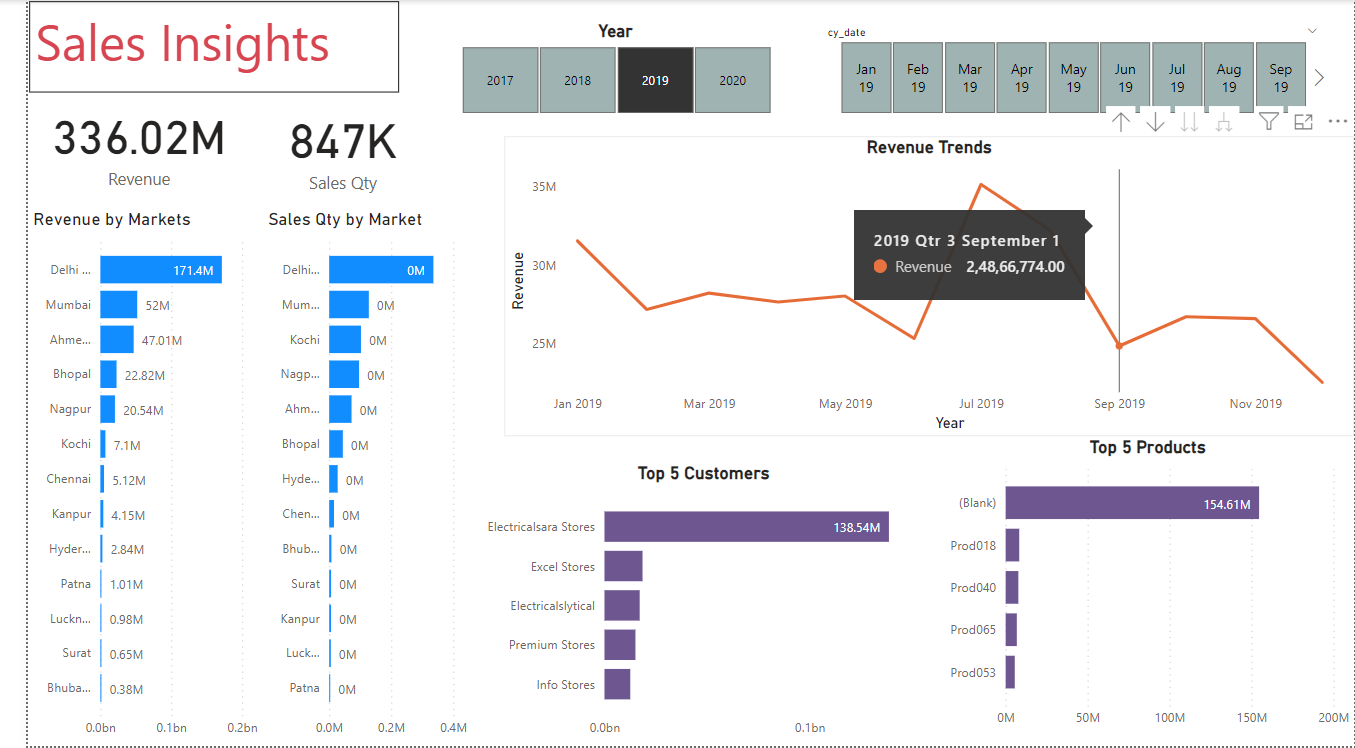 Sales Insights
Year
2017
2018
2019
2020
cy_date
Jan 19
Feb 19
Mar 19
Apr 19
May 19
Jun 19
Jul 19
Aug 19
Sep 19
336.02M
Revenue
847K
Sales Qty
Revenue by Markets
Delhi ... 171.4M
Mumbai 52M
Ahme... 47.01M
Bhopal 22.82M
Nagpur 20.54M
Kochi 7.1M
Chennai 5.12M
Kanpur 4.15M
Hyder... 2.84M
Patna 1.01M
Luckn... 0.98M
Surat 0.65M
Bhuba... 0.38M
0.0bn 0.1bn 0.2bn
Sales Qty by Market
Delhi... 0M
Mum... 0M
Kochi 0M
Nagp... 0M
Ahm... 0M
Bhopal 0M
Hyde... 0M
Chen... 0M
Bhub... 0M
Surat 0M
Kanpur 0M
Luck... 0M
Patna 0M
0.0M 0.2M 0.4M
Revenue Trends
Revenue
35M
30M
25M
2019 Qtr 3 September 1
Revenue 2,48,66,774.00
Jan 2019 Mar 2019 May 2019 Jul 2019 Sep 2019 Nov 2019
Year
Top 5 Customers
Electricalsara Stores 138.54M
Excel Stores
Electricalslytical
Premium Stores
Info Stores
0.0bn 0.1bn
Top 5 Products
(Blank) 154.61M
Prod018
Prod040
Prod065
Prod053
0M 50M 100M 150M 200M